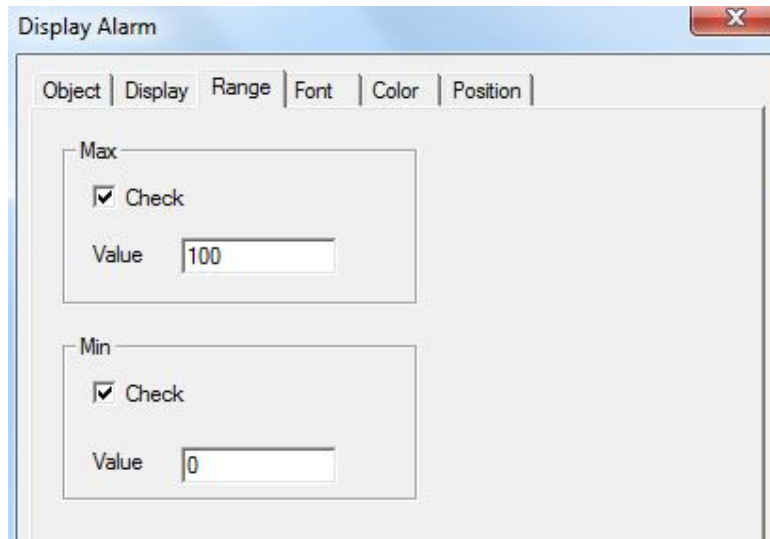 Display Alarm
Object Display Range Font Color Position
Max
Check
Value 100
Min
Check
Value 0